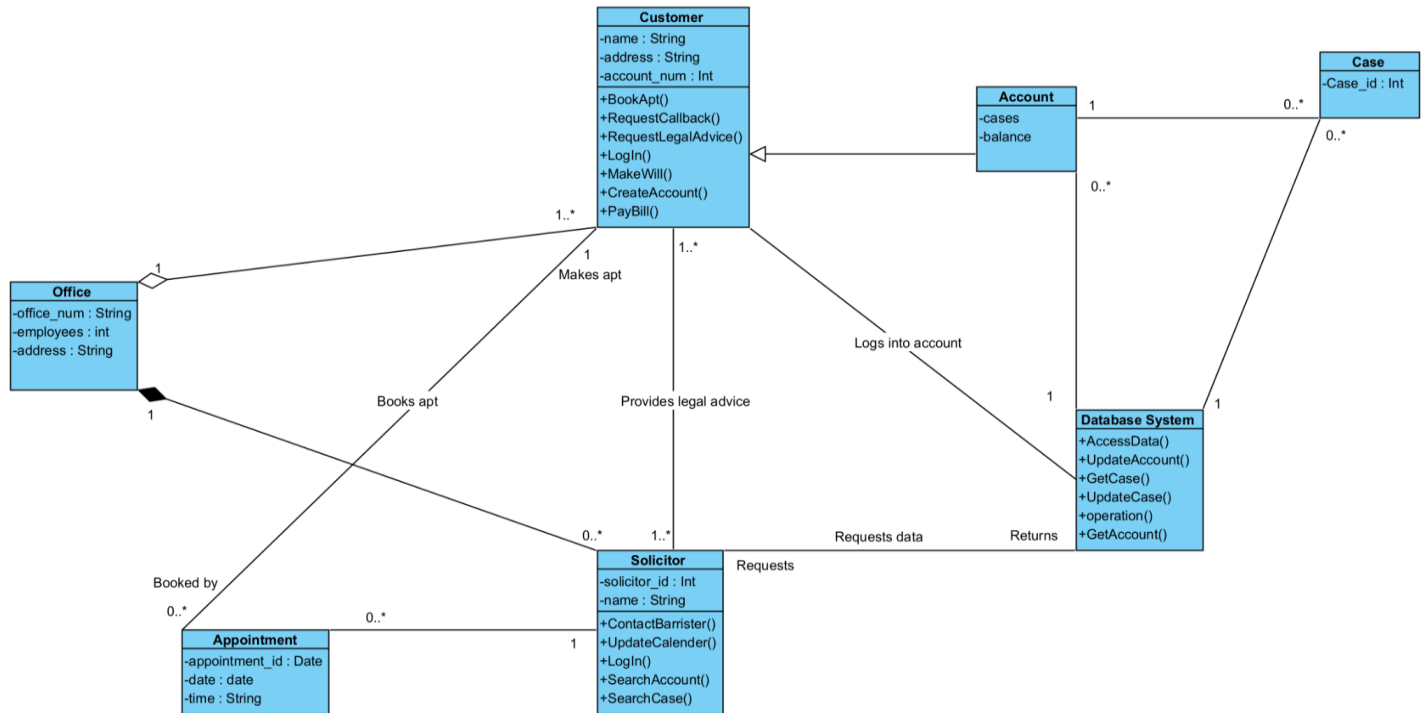 Customer
-name : String
-address : String
-account_num : Int
+BookApt()
+RequestCallback()
+RequestLegalAdvice()
+LogIn()
+MakeWill()
+CreateAccount()
+PayBill()
Account
-cases
-balance
Case
-Case_id : Int
1
0..*
0..*
0..*
1..*
1
Makes apt
1..*
1
Office
-office_num : String
-employees : int
-address : String
1
Logs into account
Books apt
Provides legal advice
1
1
Database System
+AccessData()
+UpdateAccount()
+GetCase()
+UpdateCase()
+operation()
+GetAccount()
0..*
1..*
Requests data
Returns
Requests
Solicitor
-solicitor_id : Int
-name : String
+ContactBarrister()
+UpdateCalender()
+LogIn()
+SearchAccount()
+SearchCase()
Booked by
0..*
0..*
1
Appointment
-appointment_id : Date
-date : date
-time : String